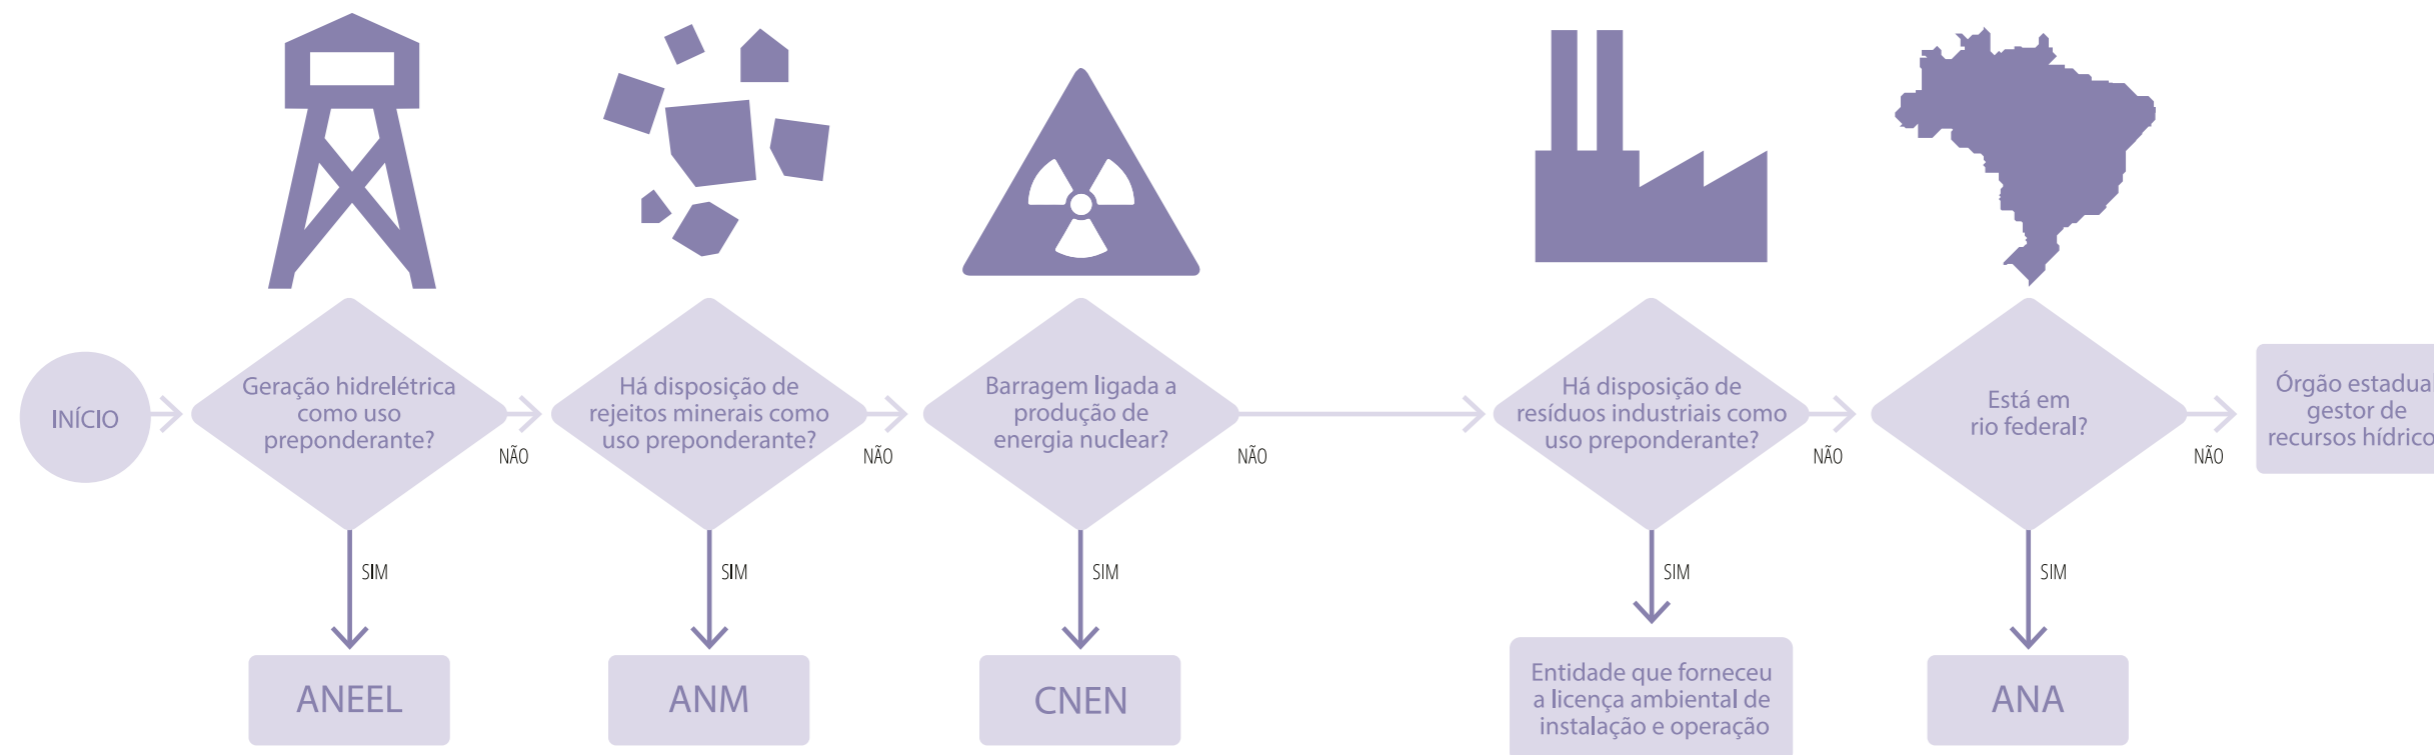 INÍCIO
Geração hidrelétrica
como uso
preponderante?
NÃO
SIM
ANEEL
Há disposição de
rejeitos minerais como
uso preponderante?
NÃO
SIM
ANM
Barragem ligada a
produção de
energia nuclear?
NÃO
SIM
CNEN
Há disposição de
resíduos industriais como
uso preponderante?
NÃO
SIM
Entidade que forneceu
a licença ambiental de
instalação e operação
Está em
rio federal?
NÃO
SIM
ANA
Órgão estadual
gestor de
recursos hídrico